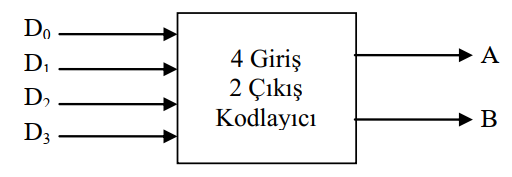 D₀
D₁
D₂
D₃
4 Giriş
2 Çıkış
Kodlayıcı
A
B